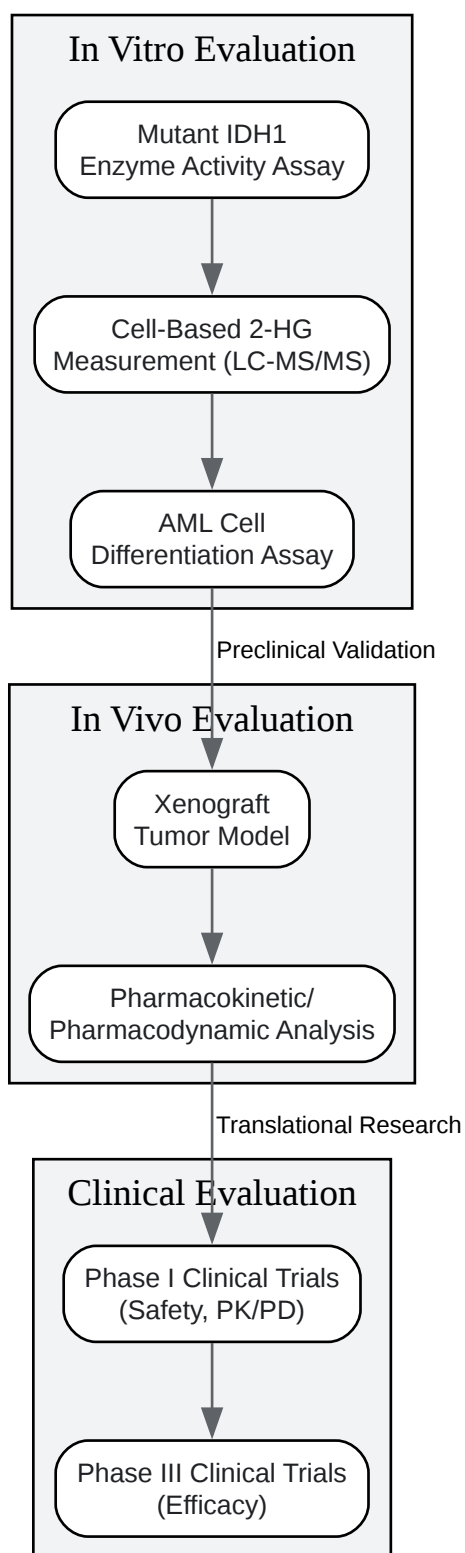 In Vitro Evaluation
Mutant IDH1
Enzyme Activity Assay
Cell-Based 2-HG
Measurement (LC-MS/MS)
AML Cell
Differentiation Assay
Preclinical Validation
In Vivo Evaluation
Xenograft
Tumor Model
Pharmacokinetic/
Pharmacodynamic Analysis
Translational Research
Clinical Evaluation
Phase I Clinical Trials
(Safety, PK/PD)
Phase III Clinical Trials
(Efficacy)